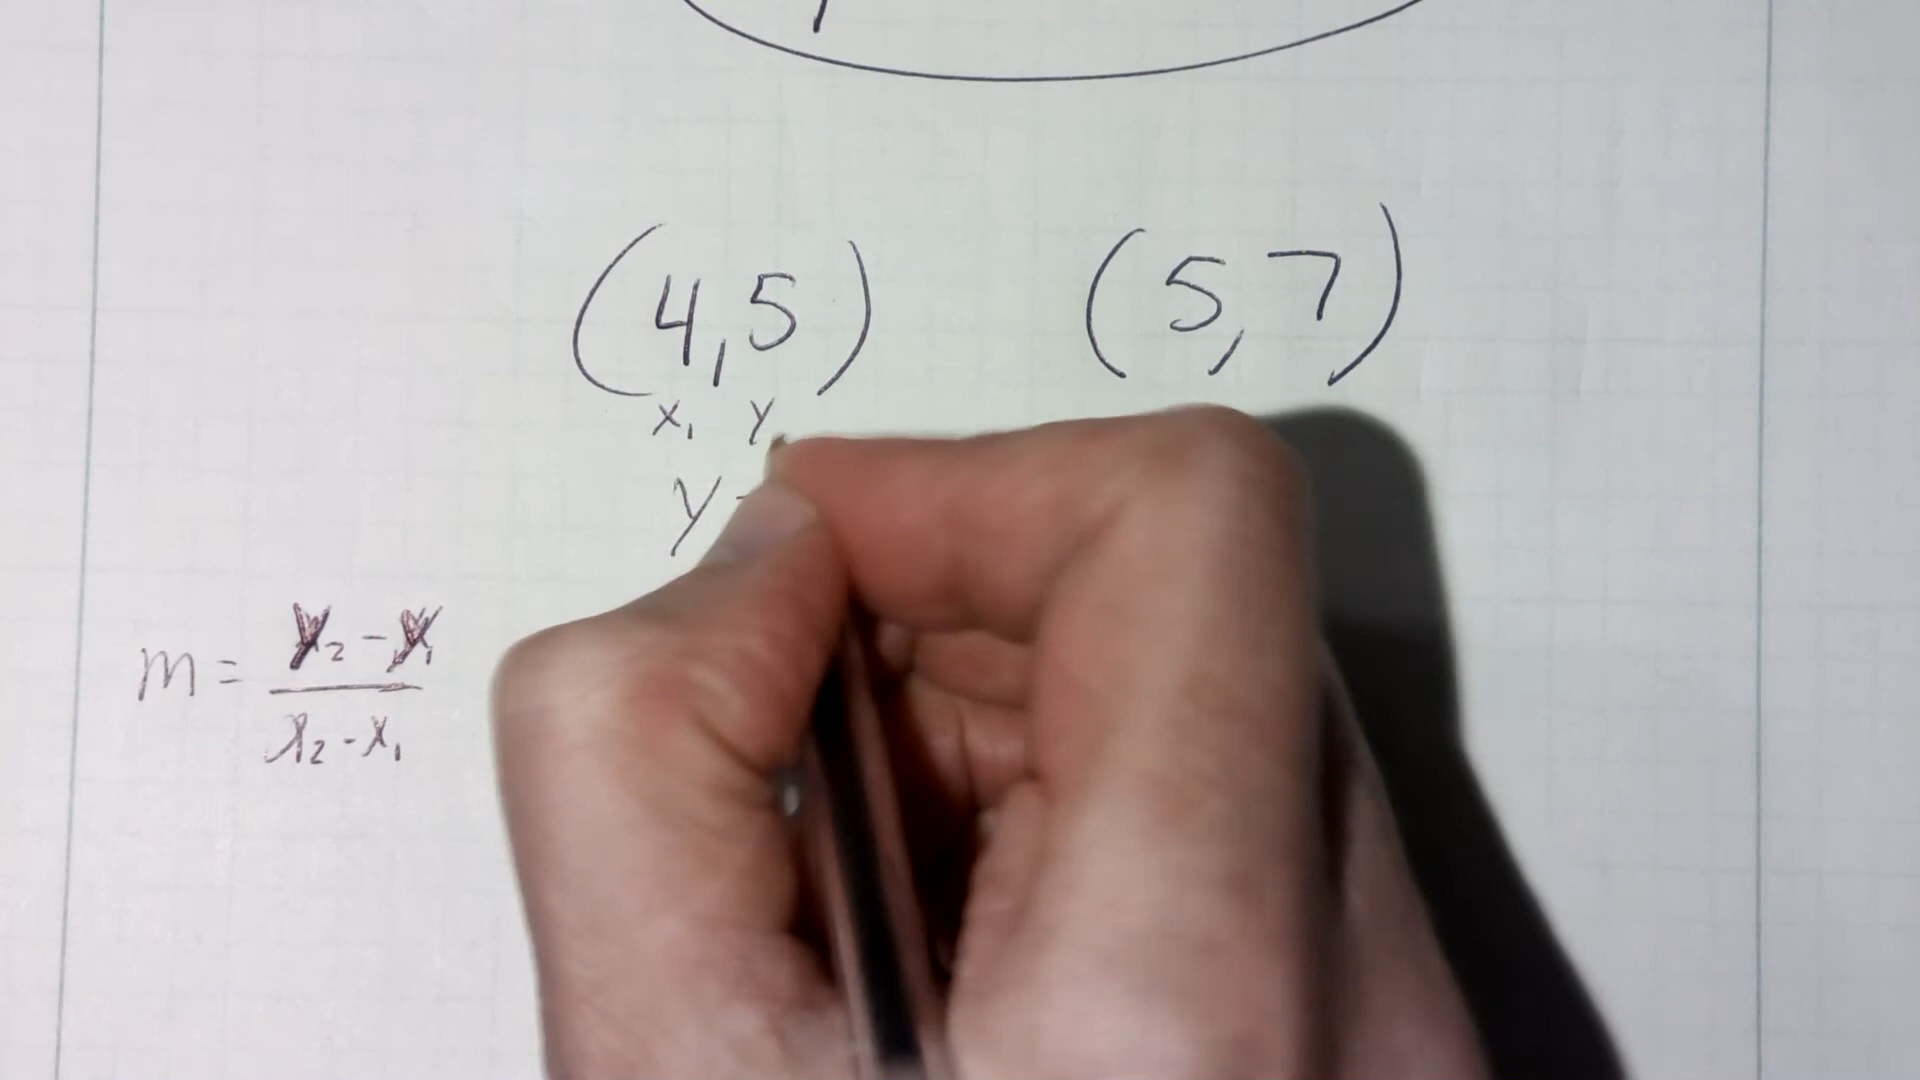 (4,5) (5,7)
x₁ y
y
m = y₂ - y₁
x₂ - x₁